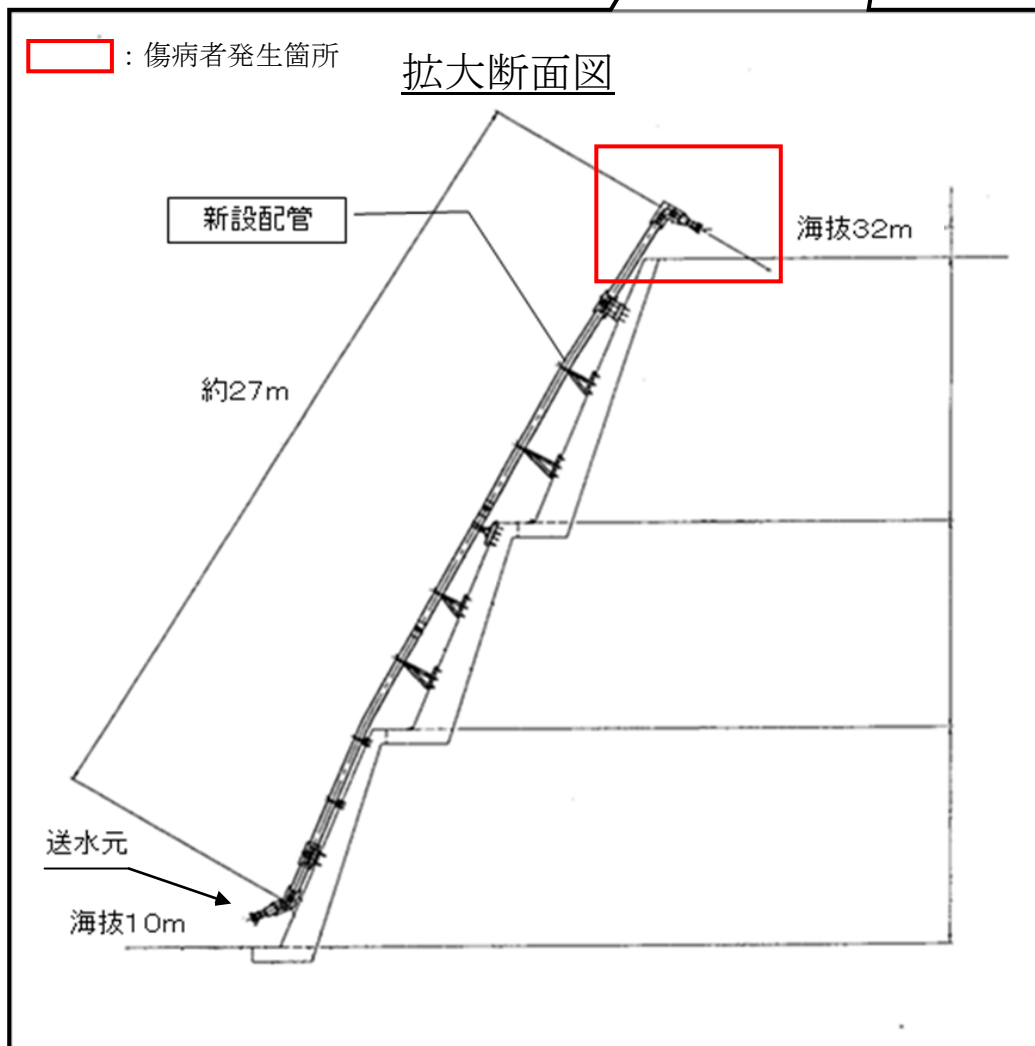 ：傷病者発生箇所
拡大断面図
新設配管
海抜32m
約27m
送水元
海抜10m